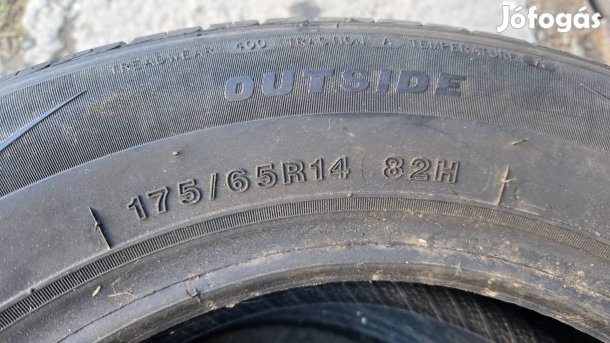 Jófogás
TREADWEAR 400 TRACTION A TEMPERATURE A
OUTSIDE
175/65R14 82H